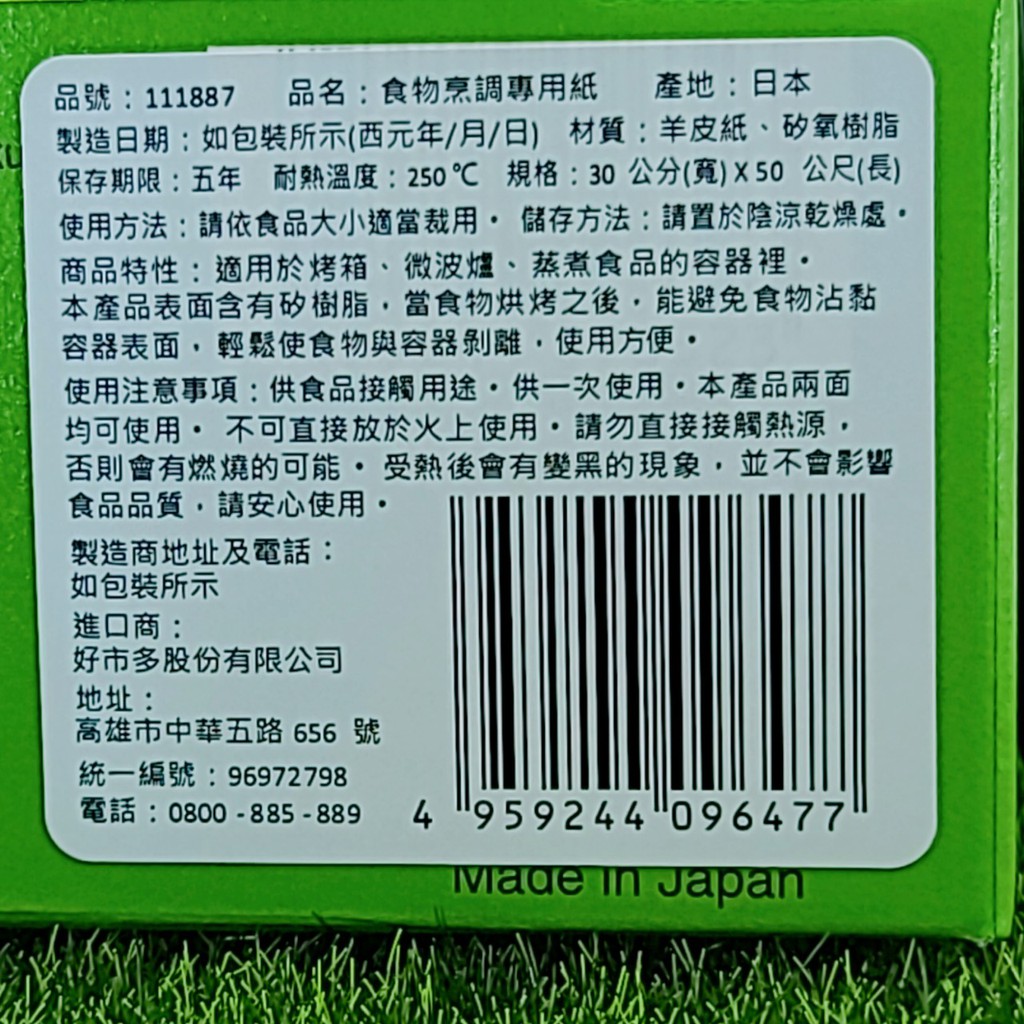 品號：111887　品名：食物烹調專用紙　產地：日本
製造日期：如包裝所示(西元年/月/日)　材質：羊皮紙、矽氧樹脂
保存期限：五年　耐熱溫度：250℃　規格：30 公分(寬) X 50 公尺(長)
使用方法：請依食品大小適當裁用。儲存方法：請置於陰涼乾燥處。
商品特性：適用於烤箱、微波爐、蒸煮食品的容器裡。
本產品表面含有矽樹脂，當食物烘烤之後，能避免食物沾黏
容器表面，輕鬆使食物與容器剝離，使用方便。
使用注意事項：供食品接觸用途。供一次使用。本產品兩面
均可使用。不可直接放於火上使用。請勿直接接觸熱源，
否則會有燃燒的可能。受熱後會有變黑的現象，並不會影響
食品品質，請安心使用。
製造商地址及電話：
如包裝所示
進口商：
好市多股份有限公司
地址：
高雄市中華五路 656 號
統一編號：96972798
電話：0800-885-889
4 959244 096477
Made in Japan